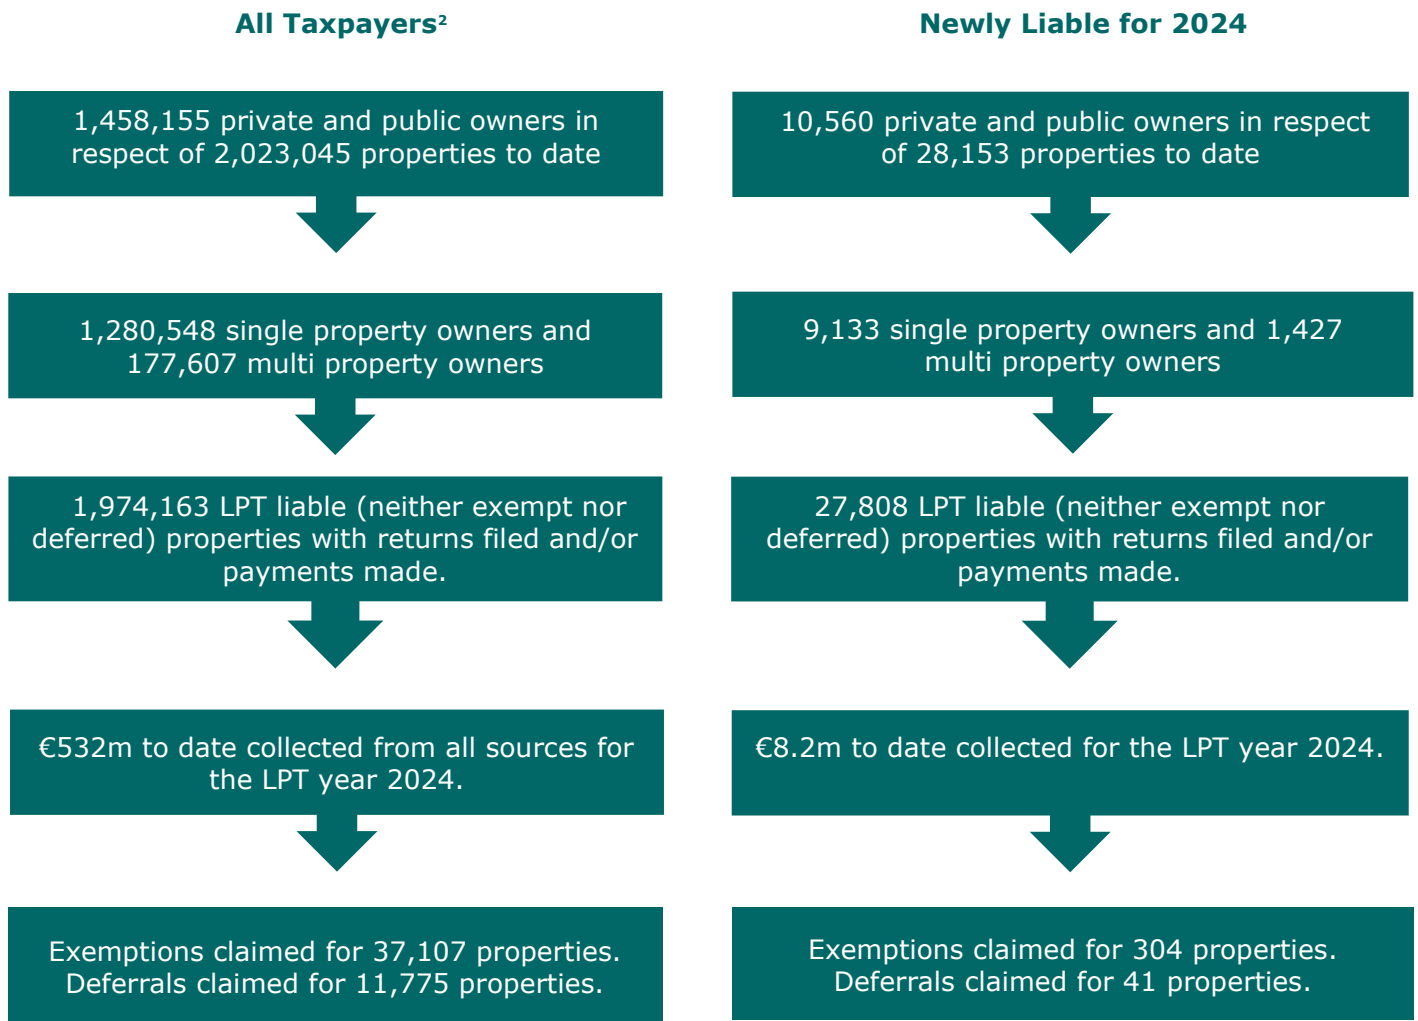 All Taxpayers²
1,458,155 private and public owners in
respect of 2,023,045 properties to date
1,280,548 single property owners and
177,607 multi property owners
1,974,163 LPT liable (neither exempt nor
deferred) properties with returns filed and/or
payments made.
€532m to date collected from all sources for
the LPT year 2024.
Exemptions claimed for 37,107 properties.
Deferrals claimed for 11,775 properties.
Newly Liable for 2024
10,560 private and public owners in respect
of 28,153 properties to date
9,133 single property owners and 1,427
multi property owners
27,808 LPT liable (neither exempt nor
deferred) properties with returns filed and/or
payments made.
€8.2m to date collected for the LPT year 2024.
Exemptions claimed for 304 properties.
Deferrals claimed for 41 properties.